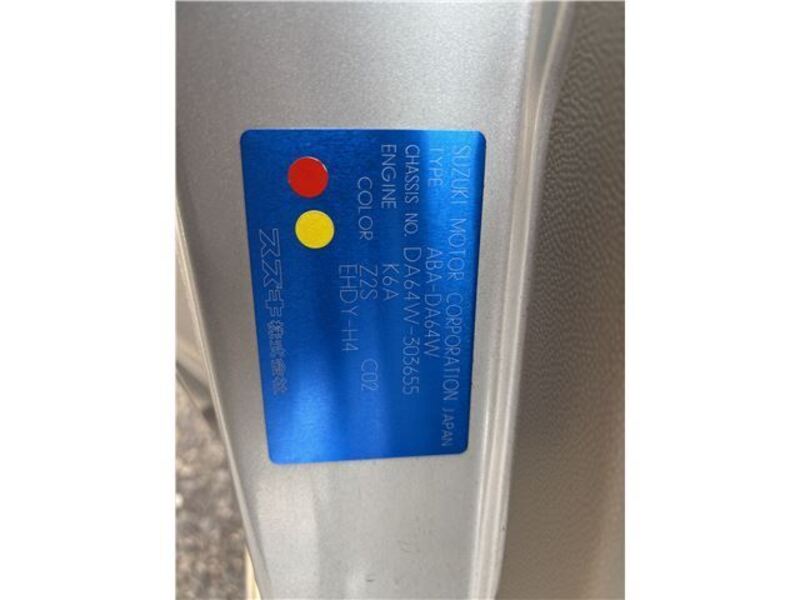 SUZUKI MOTOR CORPORATION JAPAN
TYPE ABA-DA64W
CHASSIS NO. DA64W-303655
ENGINE K6A
COLOR Z2S C02
EHDY-H4
スズキ株式会社